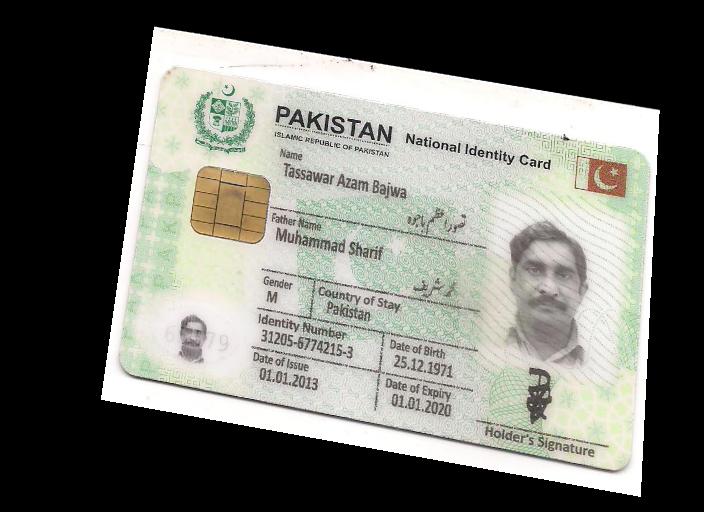 PAKISTAN National Identity Card
ISLAMIC REPUBLIC OF PAKISTAN
Name
Tassawar Azam Bajwa
تصور اعظم باجوہ
Father Name
Muhammad Sharif
محمد شریف
Gender
M
Country of Stay
Pakistan
Identity Number
31205-6774215-3
Date of Birth
25.12.1971
Date of Issue
01.01.2013
Date of Expiry
01.01.2020
Holder's Signature